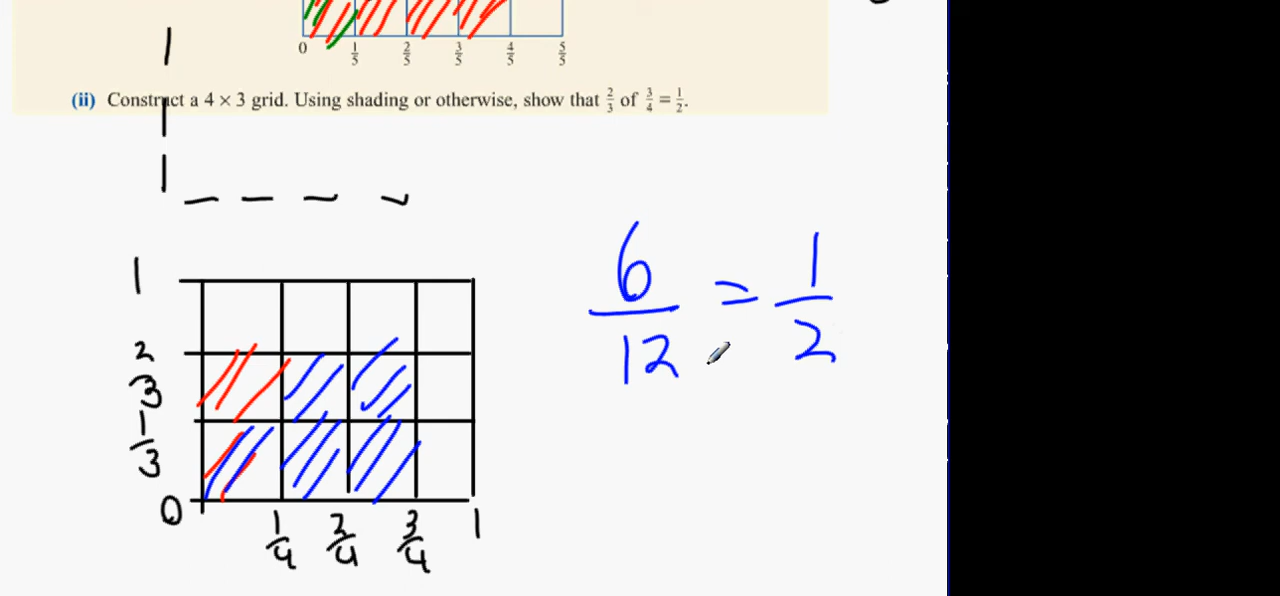 0 1/5 2/5 3/5 4/5 5/5
(ii) Construct a 4 × 3 grid. Using shading or otherwise, show that 2/3 of 3/4 = 1/2.
1
2/3
1/3
0
1/4 2/4 3/4 1
6/12 = 1/2